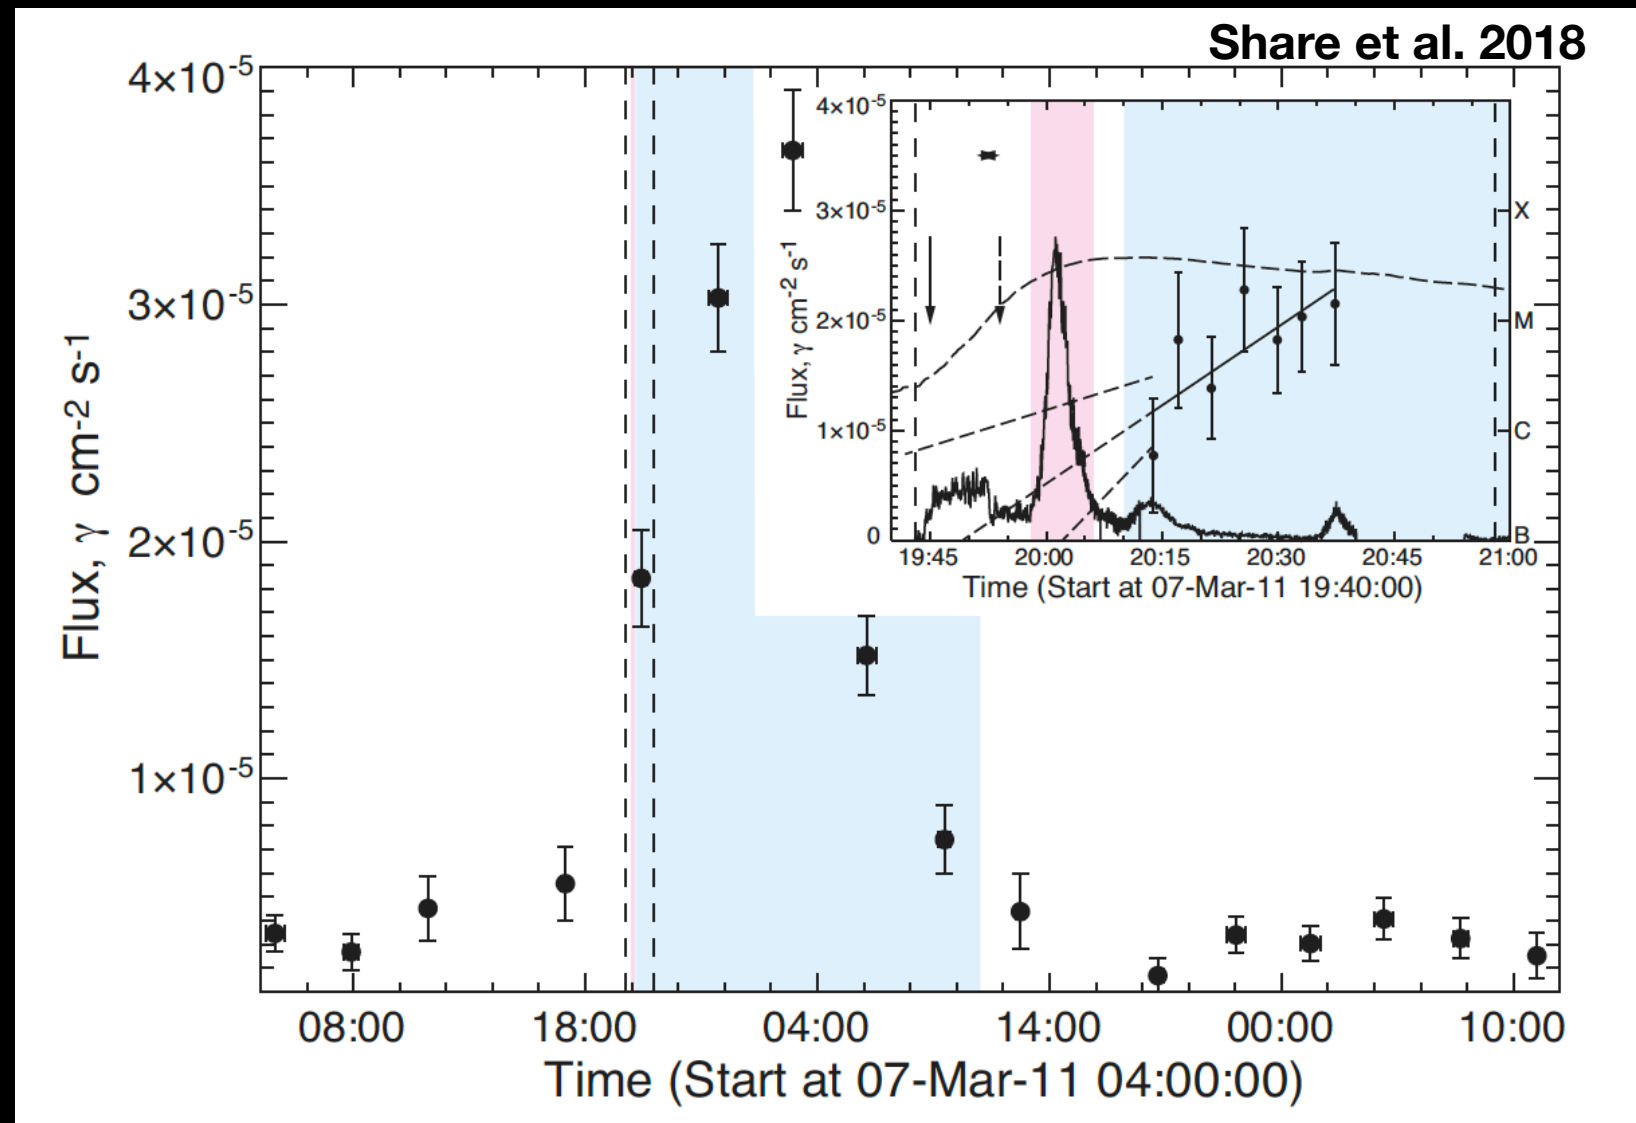 Share et al. 2018
4×10⁻⁵
3×10⁻⁵
2×10⁻⁵
1×10⁻⁵
Flux, γ cm⁻² s⁻¹
08:00 18:00 04:00 14:00 00:00 10:00
Time (Start at 07-Mar-11 04:00:00)
4×10⁻⁵
3×10⁻⁵
2×10⁻⁵
1×10⁻⁵
0
Flux, γ cm⁻² s⁻¹
X
M
C
B
19:45 20:00 20:15 20:30 20:45 21:00
Time (Start at 07-Mar-11 19:40:00)